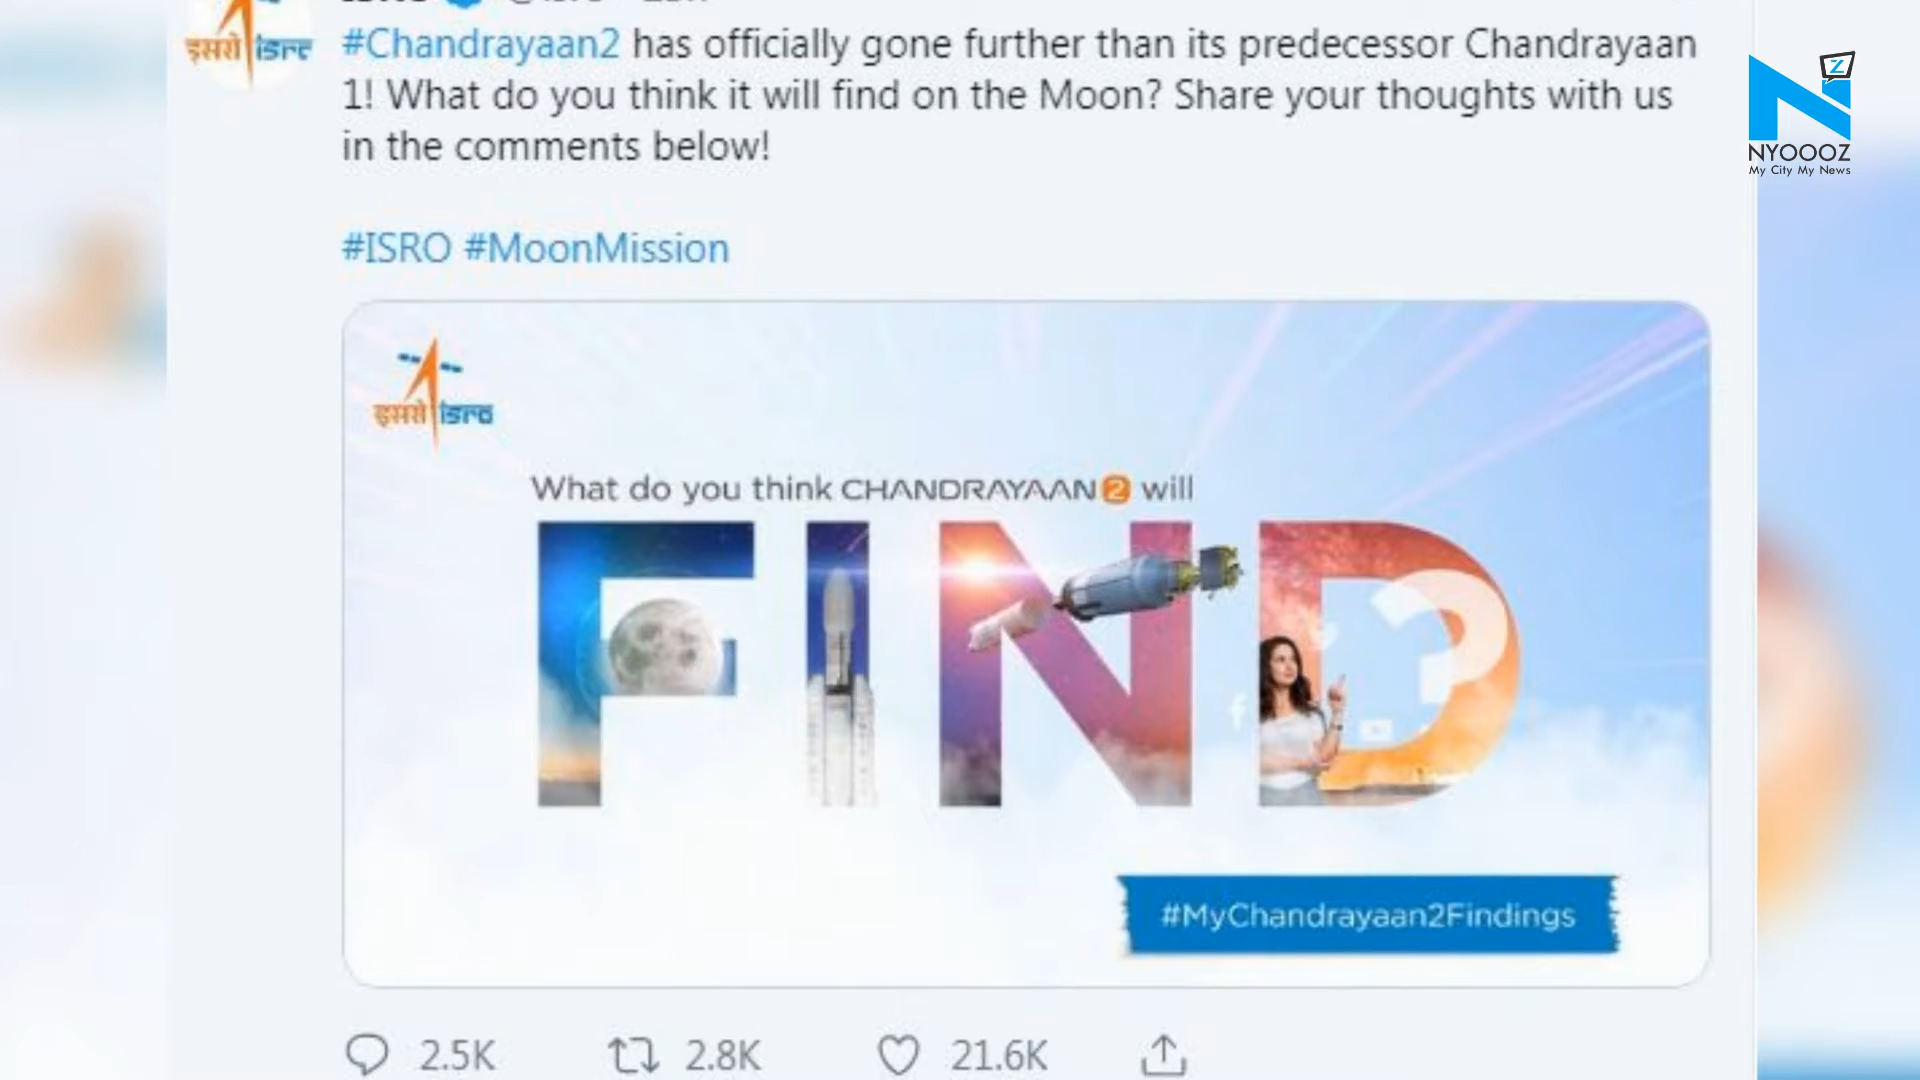 इसरो isro
#Chandrayaan2 has officially gone further than its predecessor Chandrayaan
1! What do you think it will find on the Moon? Share your thoughts with us
in the comments below!
#ISRO #MoonMission
Z
NYOOOZ
My City My News
इसरो isro
What do you think CHANDRAYAAN2 will
FIND
?
#MyChandrayaan2Findings
2.5K 2.8K 21.6K